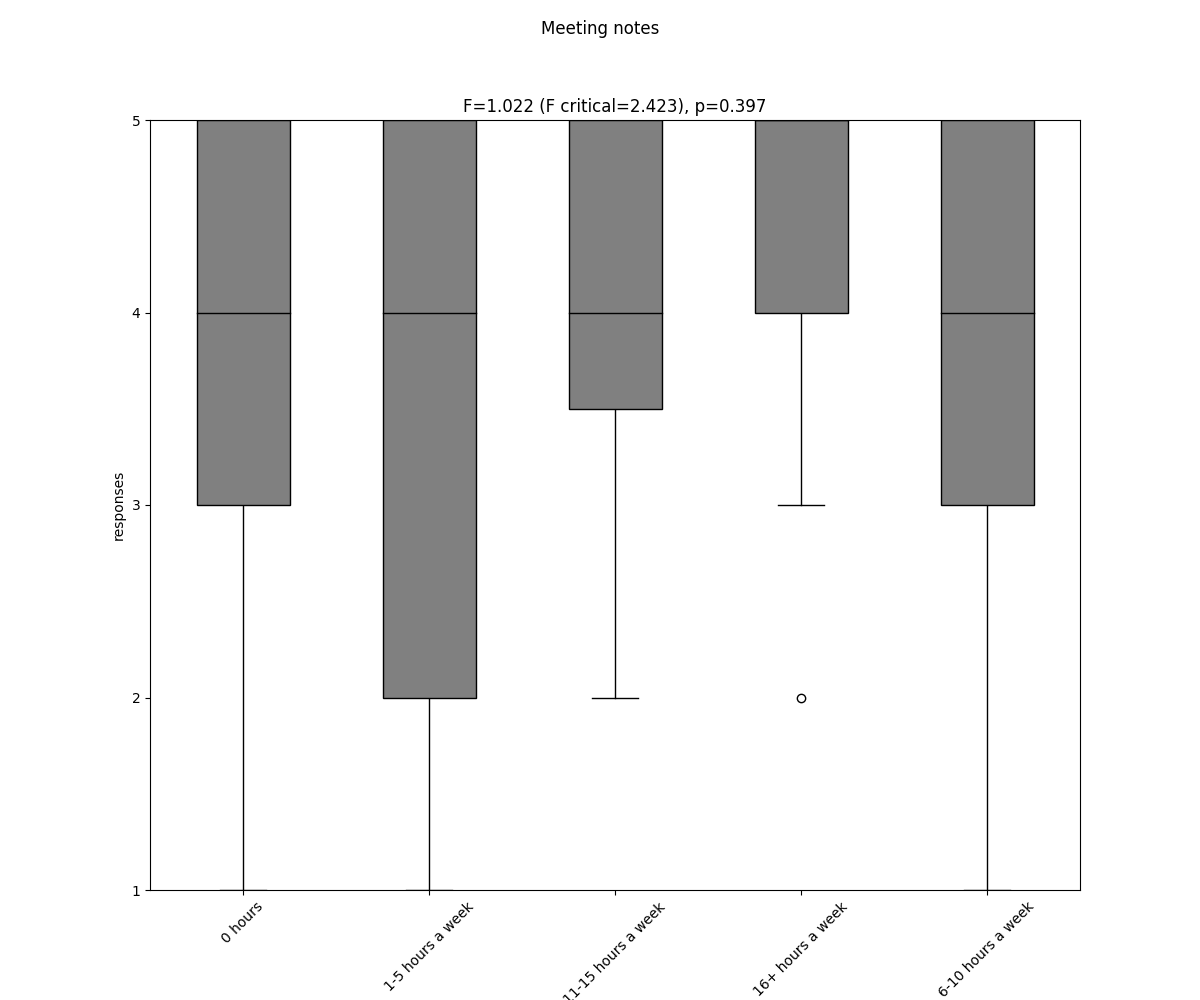 Meeting notes
F=1.022 (F critical=2.423), p=0.397
5
4
3
2
1
responses
0 hours
1-5 hours a week
11-15 hours a week
16+ hours a week
6-10 hours a week